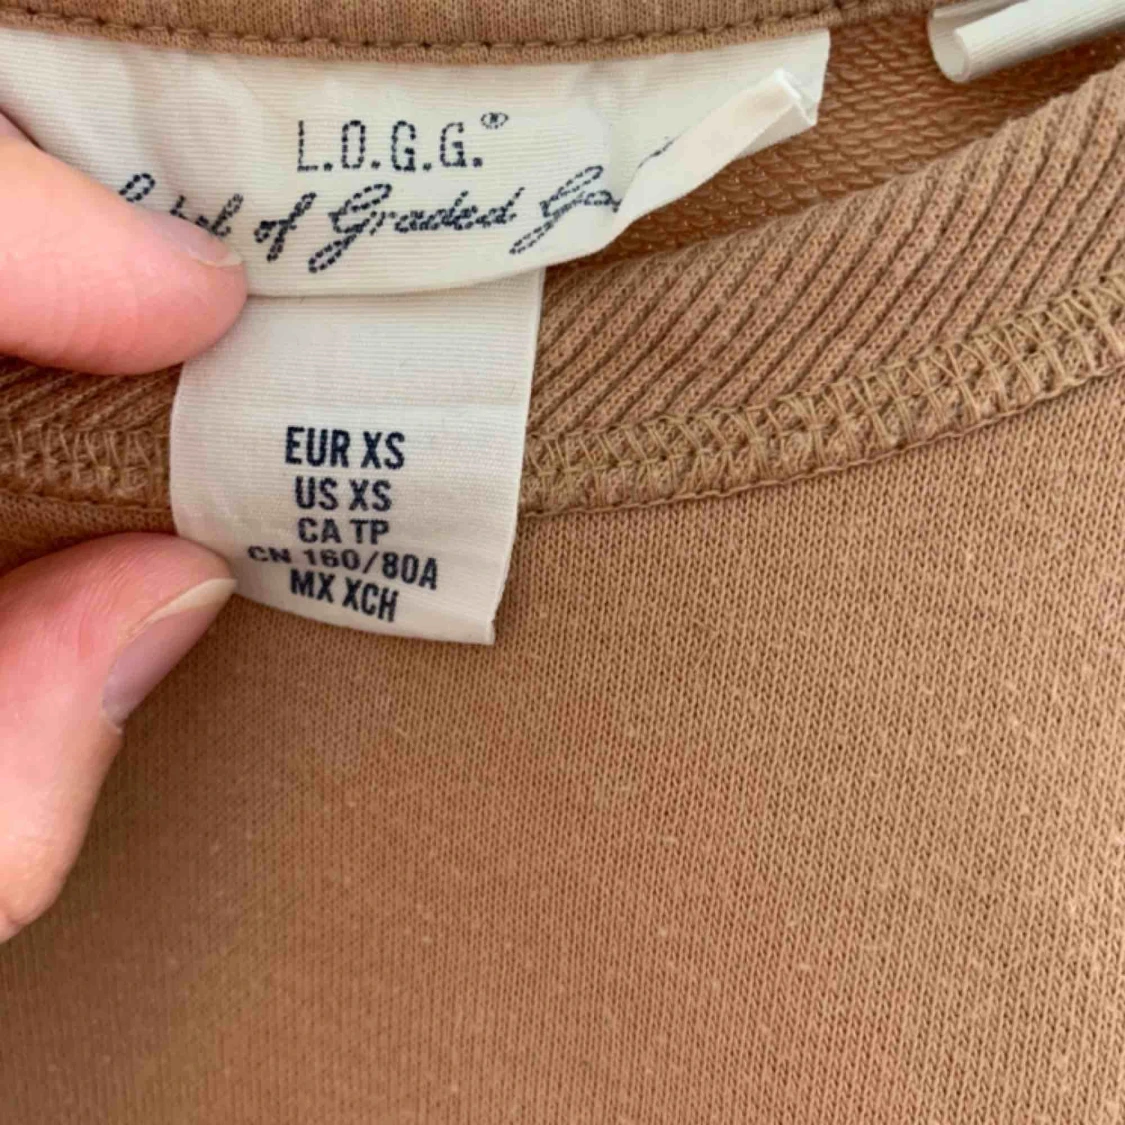 L.O.G.G.®
of Graded
EUR XS
US XS
CA TP
CN 160/80A
MX XCH